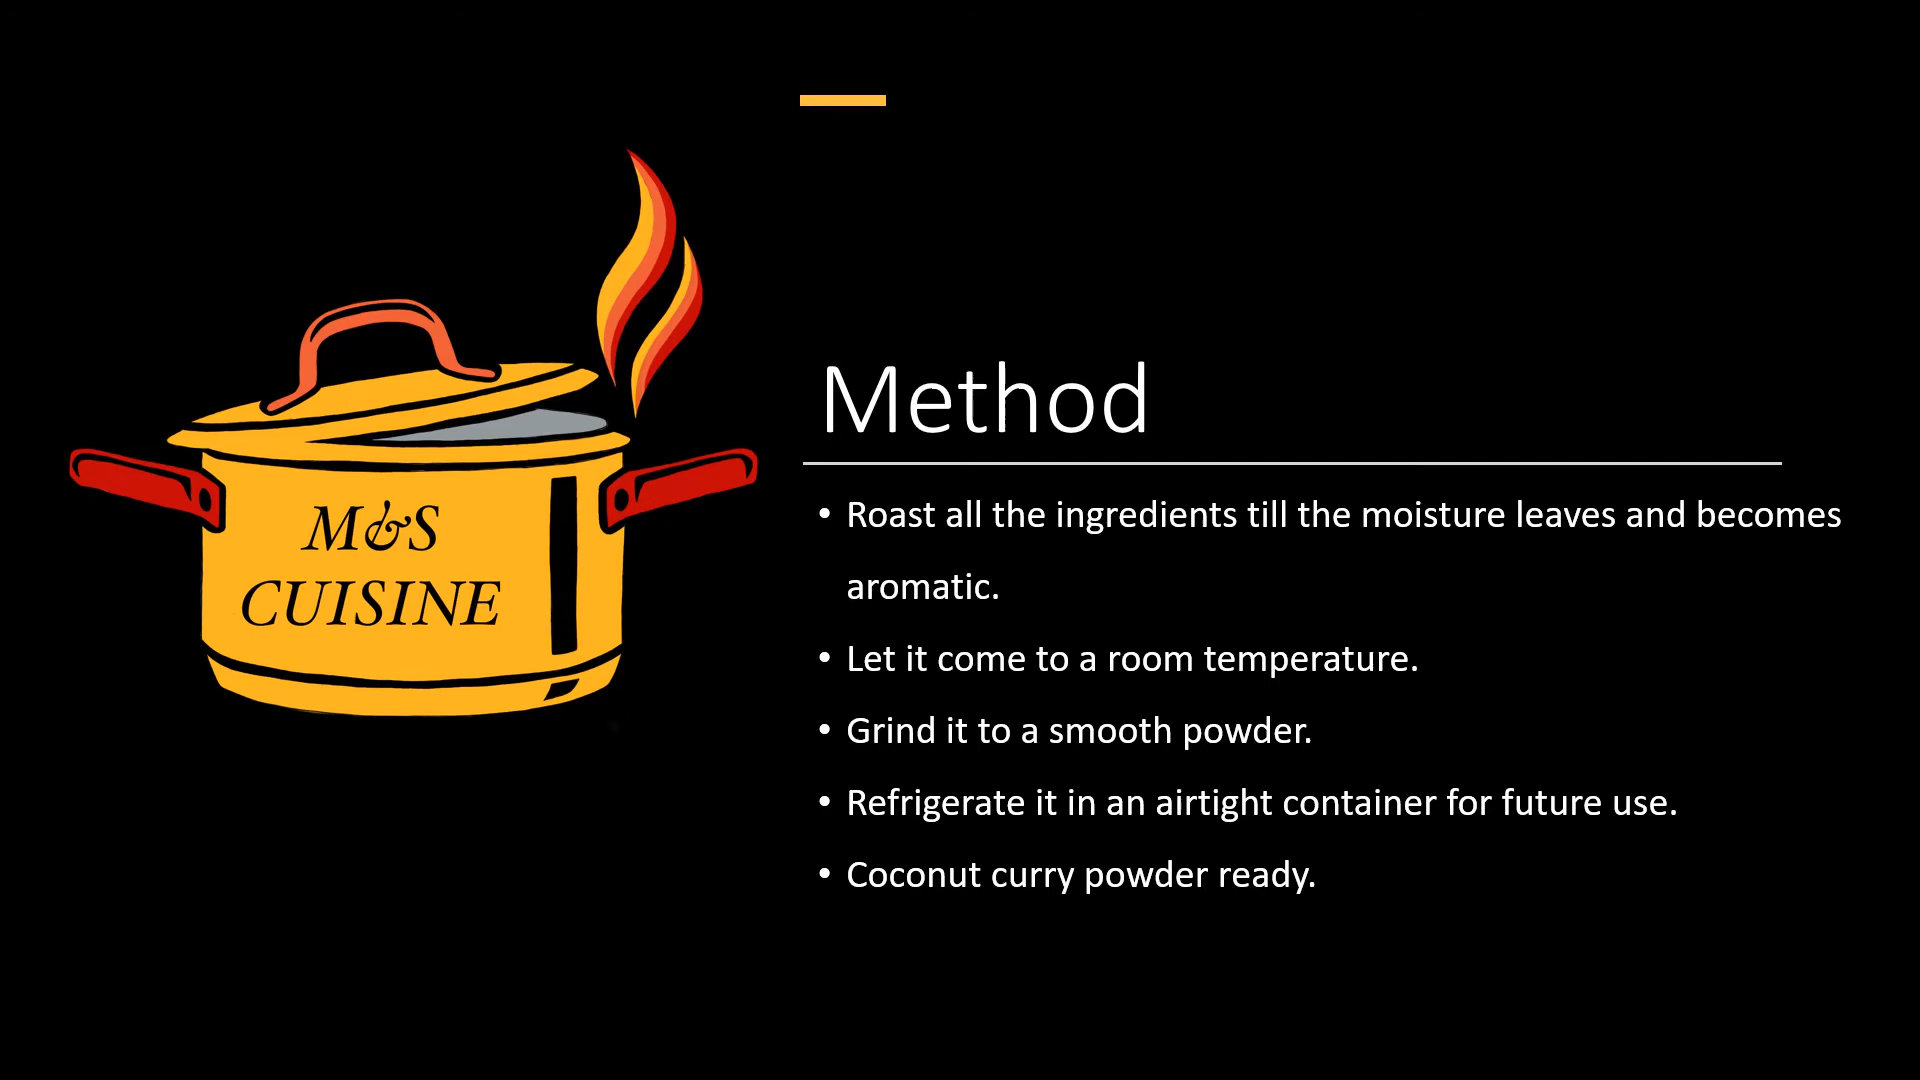 M&S
CUISINE
Method
• Roast all the ingredients till the moisture leaves and becomes
aromatic.
• Let it come to a room temperature.
• Grind it to a smooth powder.
• Refrigerate it in an airtight container for future use.
• Coconut curry powder ready.